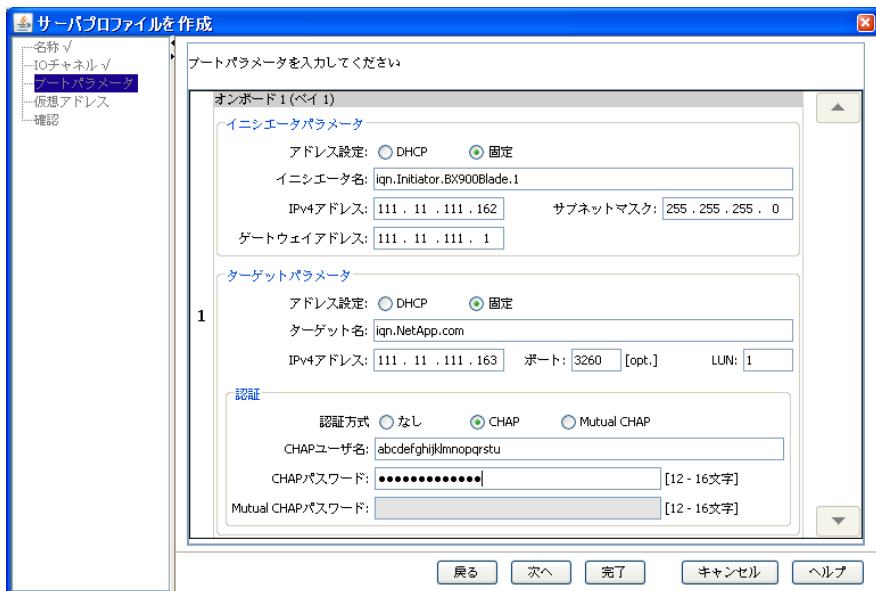 サーバプロファイルを作成
名称 √
IOチャネル √
ブートパラメータ
仮想アドレス
確認
ブートパラメータを入力してください
オンボード 1 (ベイ 1)
イニシエータパラメータ
アドレス設定: DHCP 固定
イニシエータ名: iqn.Initiator.BX900Blade.1
IPv4アドレス: 111 . 11 . 111 . 162 サブネットマスク: 255 . 255 . 255 . 0
ゲートウェイアドレス: 111 . 11 . 111 . 1
ターゲットパラメータ
アドレス設定: DHCP 固定
1
ターゲット名: iqn.NetApp.com
IPv4アドレス: 111 . 11 . 111 . 163 ポート: 3260 [opt.] LUN: 1
認証
認証方式 なし CHAP Mutual CHAP
CHAPユーザ名: abcdefghijklmnopqrstu
CHAPパスワード: ●●●●●●●●●●●●● [12 - 16文字]
Mutual CHAPパスワード: [12 - 16文字]
戻る 次へ 完了 キャンセル ヘルプ